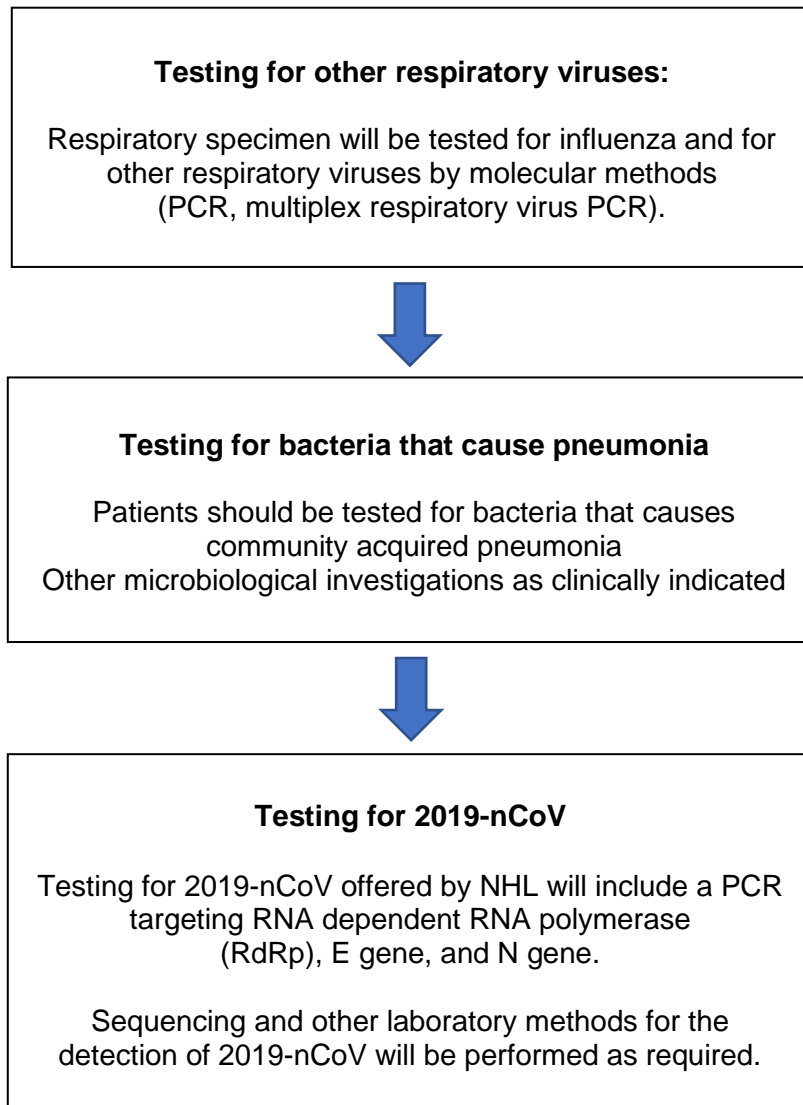 Testing for other respiratory viruses:
Respiratory specimen will be tested for influenza and for
other respiratory viruses by molecular methods
(PCR, multiplex respiratory virus PCR).
Testing for bacteria that cause pneumonia
Patients should be tested for bacteria that causes
community acquired pneumonia
Other microbiological investigations as clinically indicated
Testing for 2019-nCoV
Testing for 2019-nCoV offered by NHL will include a PCR
targeting RNA dependent RNA polymerase
(RdRp), E gene, and N gene.
Sequencing and other laboratory methods for the
detection of 2019-nCoV will be performed as required.